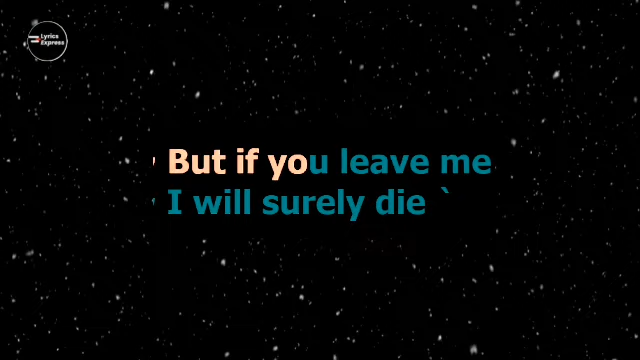 Lyrics
Express
, But if you leave me
, I will surely die `